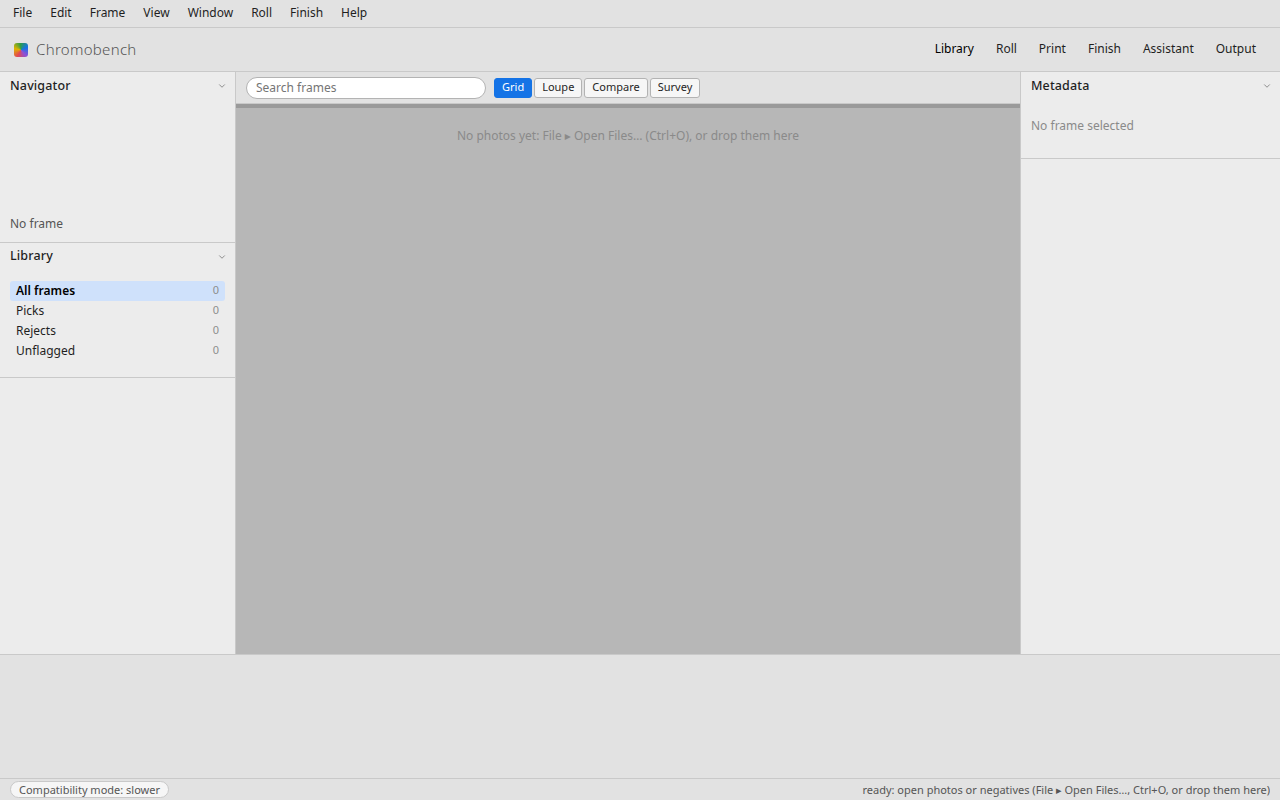 File Edit Frame View Window Roll Finish Help
Chromobench
Library Roll Print Finish Assistant Output
Navigator
Search frames
Grid Loupe Compare Survey
Metadata
No photos yet: File ▸ Open Files... (Ctrl+O), or drop them here
No frame selected
No frame
Library
All frames 0
Picks 0
Rejects 0
Unflagged 0
Compatibility mode: slower
ready: open photos or negatives (File ▸ Open Files..., Ctrl+O, or drop them here)